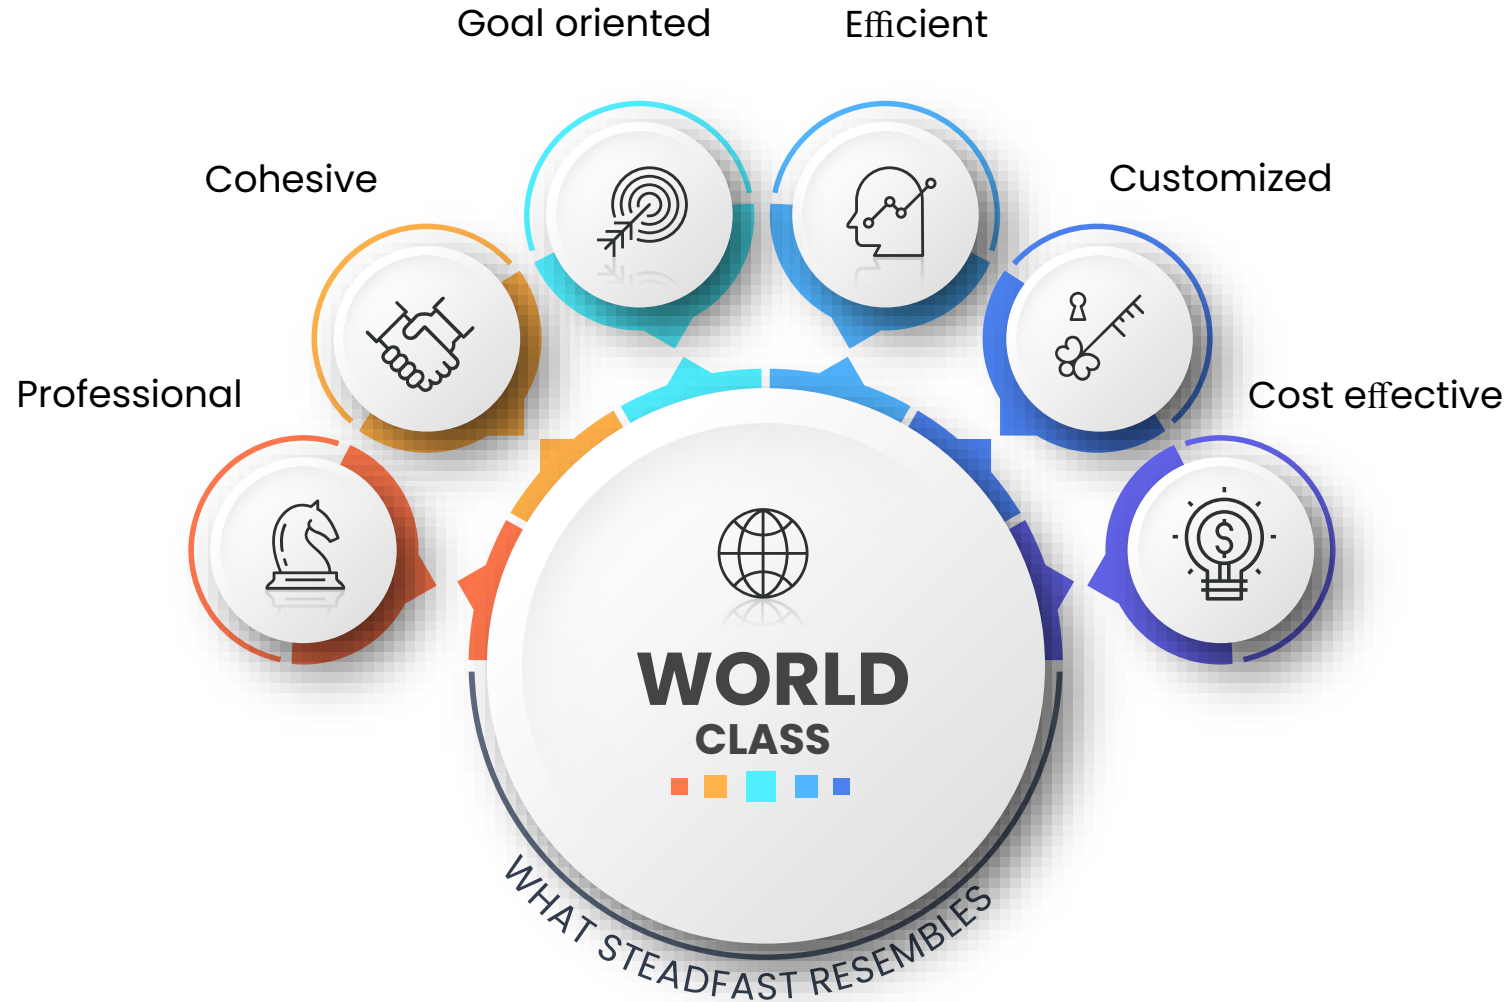 Goal oriented
Efficient
Cohesive
Customized
Professional
Cost effective
$
WORLD
CLASS
WHAT STEADFAST RESEMBLES